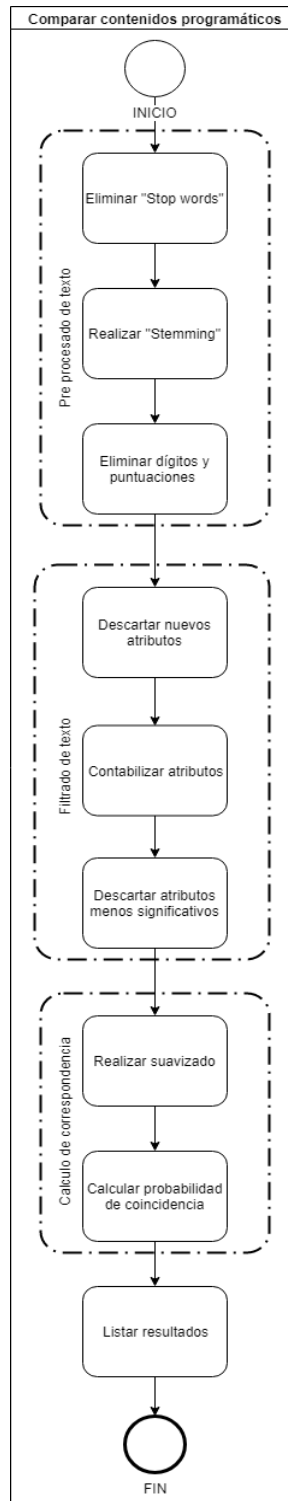 Comparar contenidos programáticos
INICIO
Pre procesado de texto
Eliminar "Stop words"
Realizar "Stemming"
Eliminar dígitos y
puntuaciones
Filtrado de texto
Descartar nuevos
atributos
Contabilizar atributos
Descartar atributos
menos significativos
Calculo de correspondencia
Realizar suavizado
Calcular probabilidad
de coincidencia
Listar resultados
FIN